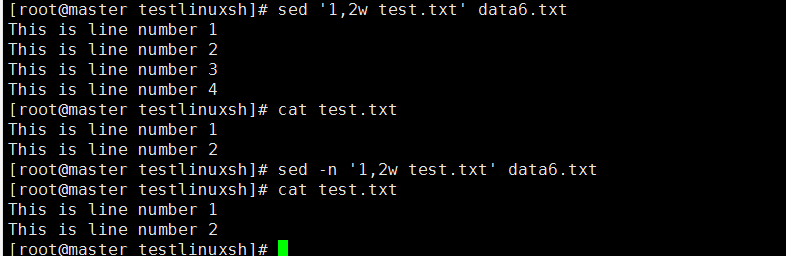 [root@master testlinuxsh]# sed '1,2w test.txt' data6.txt
This is line number 1
This is line number 2
This is line number 3
This is line number 4
[root@master testlinuxsh]# cat test.txt
This is line number 1
This is line number 2
[root@master testlinuxsh]# sed -n '1,2w test.txt' data6.txt
[root@master testlinuxsh]# cat test.txt
This is line number 1
This is line number 2
[root@master testlinuxsh]#